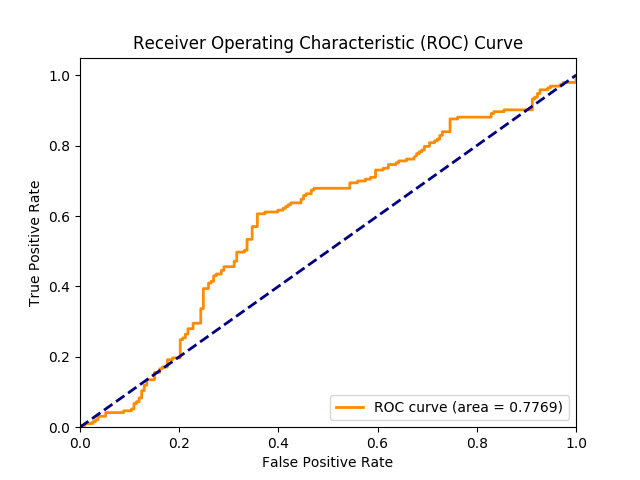 Receiver Operating Characteristic (ROC) Curve
1.0
0.8
0.6
0.4
0.2
0.0
True Positive Rate
ROC curve (area = 0.7769)
0.0 0.2 0.4 0.6 0.8 1.0
False Positive Rate